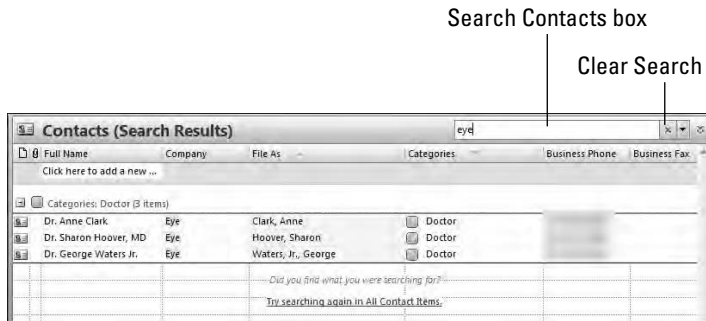 Search Contacts box
Clear Search
Contacts (Search Results)
eye
Full Name Company File As Categories Business Phone Business Fax
Click here to add a new ...
Categories: Doctor (3 items)
Dr. Anne Clark Eye Clark, Anne Doctor
Dr. Sharon Hoover, MD Eye Hoover, Sharon Doctor
Dr. George Waters Jr. Eye Waters, Jr., George Doctor
Did you find what you were searching for?
Try searching again in All Contact Items.